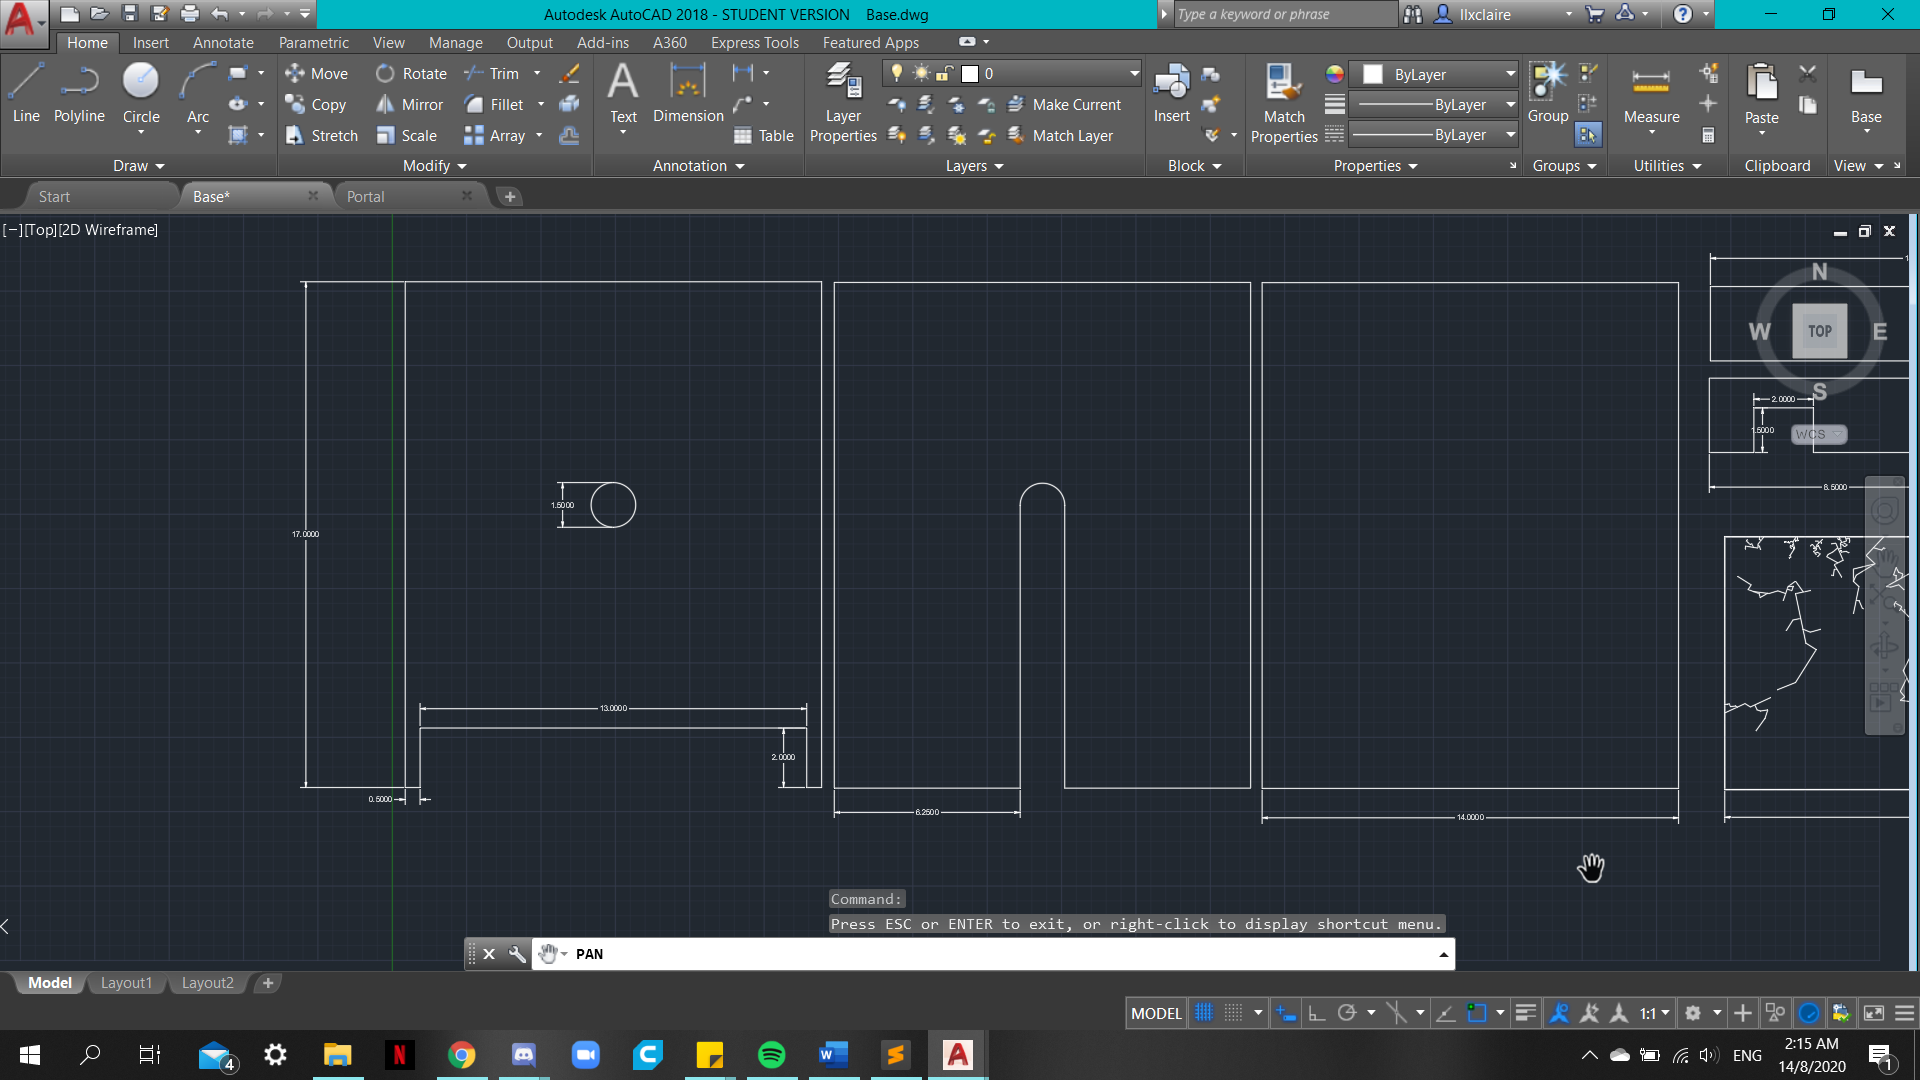 Autodesk AutoCAD 2018 - STUDENT VERSION Base.dwg
Type a keyword or phrase
llxclaire
Home Insert Annotate Parametric View Manage Output Add-ins A360 Express Tools Featured Apps
Line Polyline Circle Arc
Move Rotate Trim
Copy Mirror Fillet
Stretch Scale Array
Text Dimension Table
Layer Properties
0
Make Current
Match Layer
Insert
Match Properties
ByLayer
ByLayer
ByLayer
Group
Measure
Paste
Base
Draw Modify Annotation Layers Block Properties Groups Utilities Clipboard View
Start Base* Portal
[−][Top][2D Wireframe]
N
W TOP E
S
WCS
2.0000
1.5000
8.5000
1.5000
17.0000
13.0000
2.0000
0.5000
6.2500
14.0000
Command:
Press ESC or ENTER to exit, or right-click to display shortcut menu.
PAN
Model Layout1 Layout2
MODEL 1:1
4
ENG
2:15 AM
14/8/2020
1